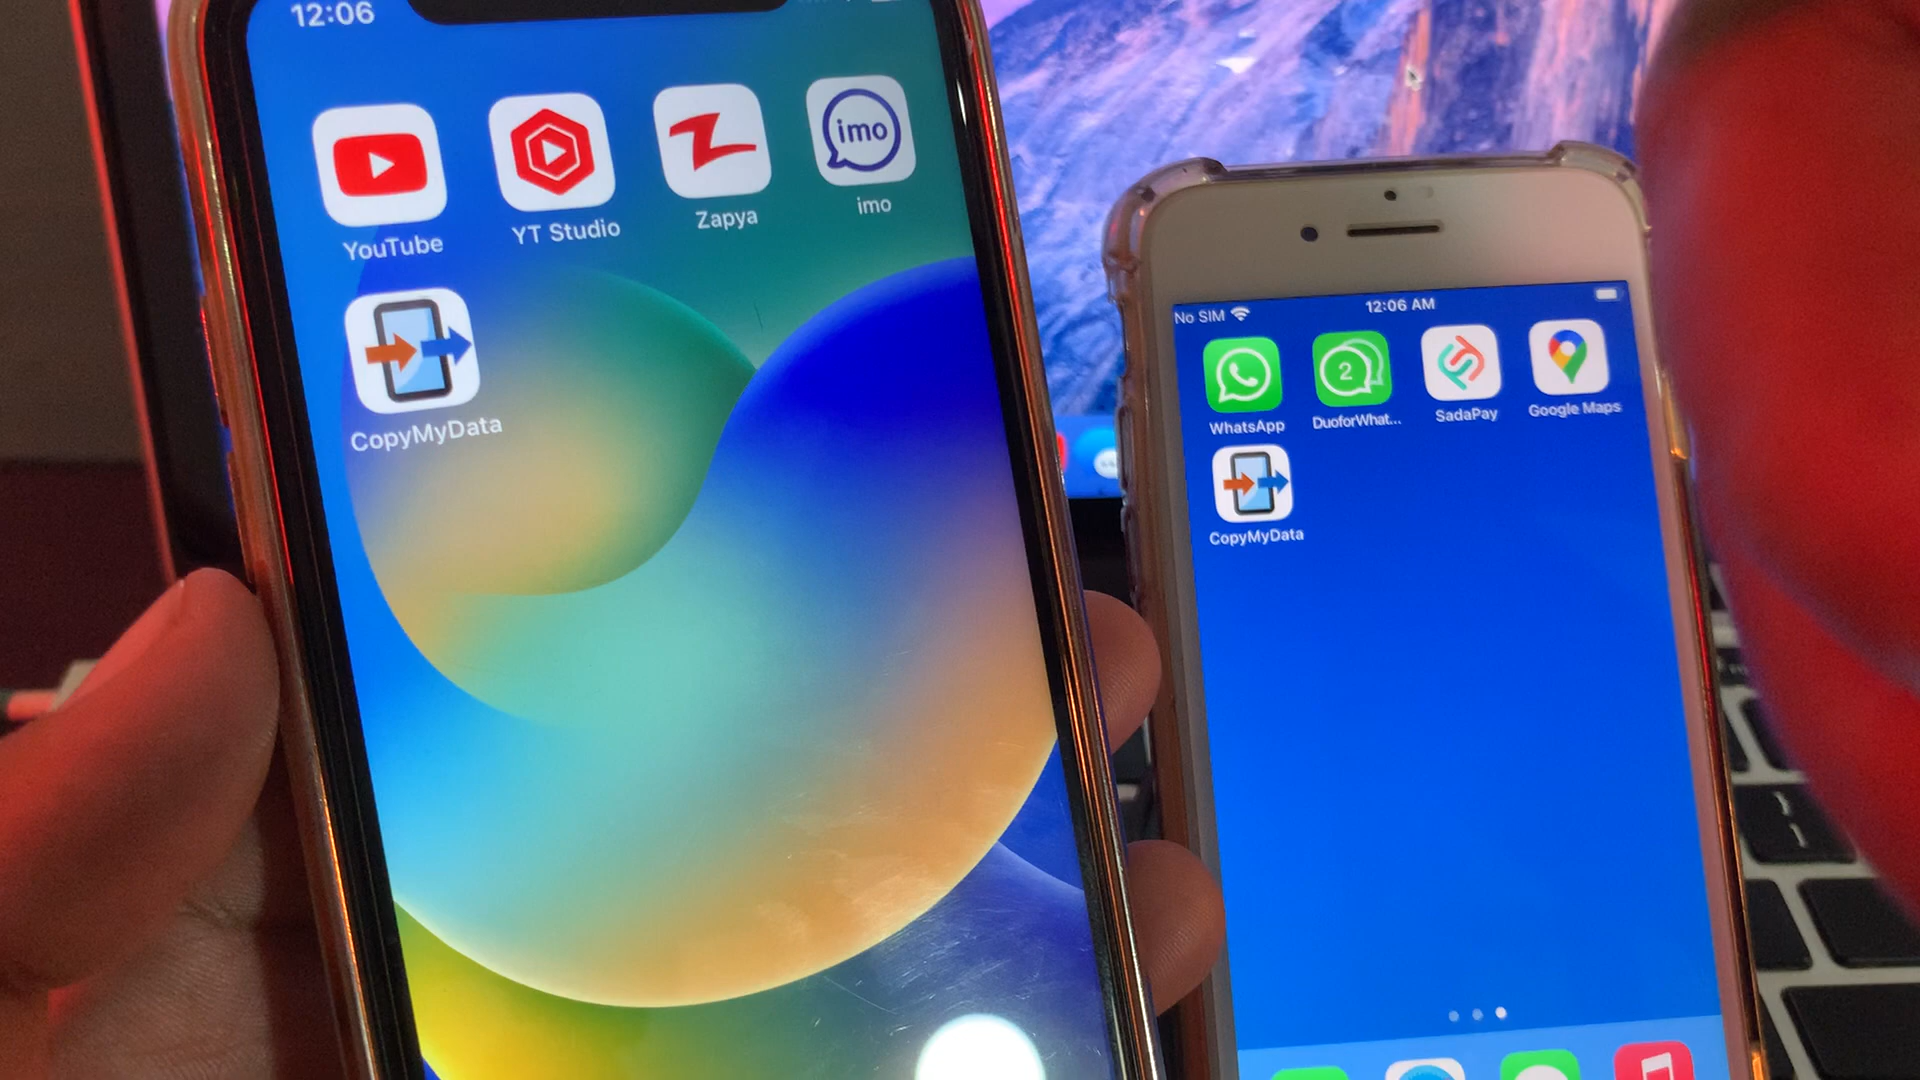 12:06
imo
YouTube
YT Studio
Zapya
imo
CopyMyData
No SIM
12:06 AM
2
WhatsApp
DuoforWhat...
SadaPay
Google Maps
CopyMyData